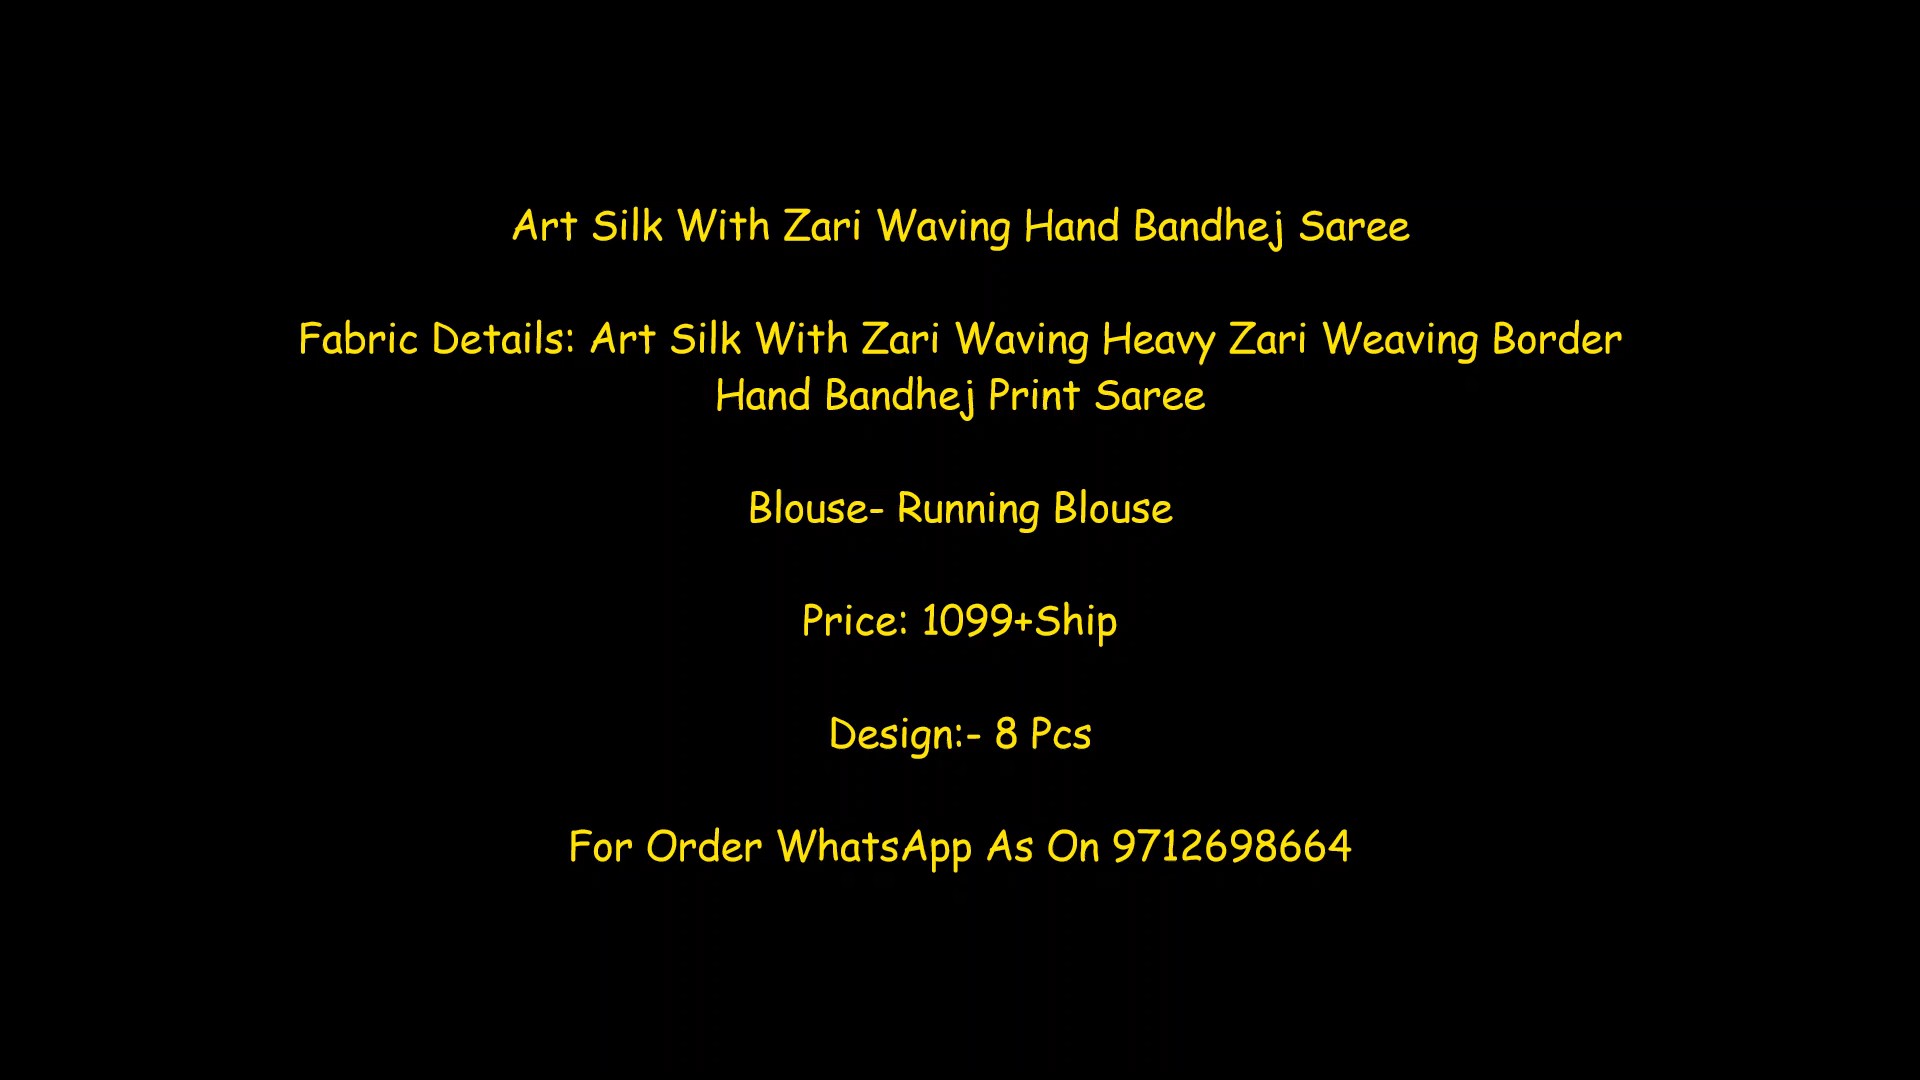 Art Silk With Zari Waving Hand Bandhej Saree
Fabric Details: Art Silk With Zari Waving Heavy Zari Weaving Border
Hand Bandhej Print Saree
Blouse- Running Blouse
Price: 1099+Ship
Design:- 8 Pcs
For Order WhatsApp As On 9712698664